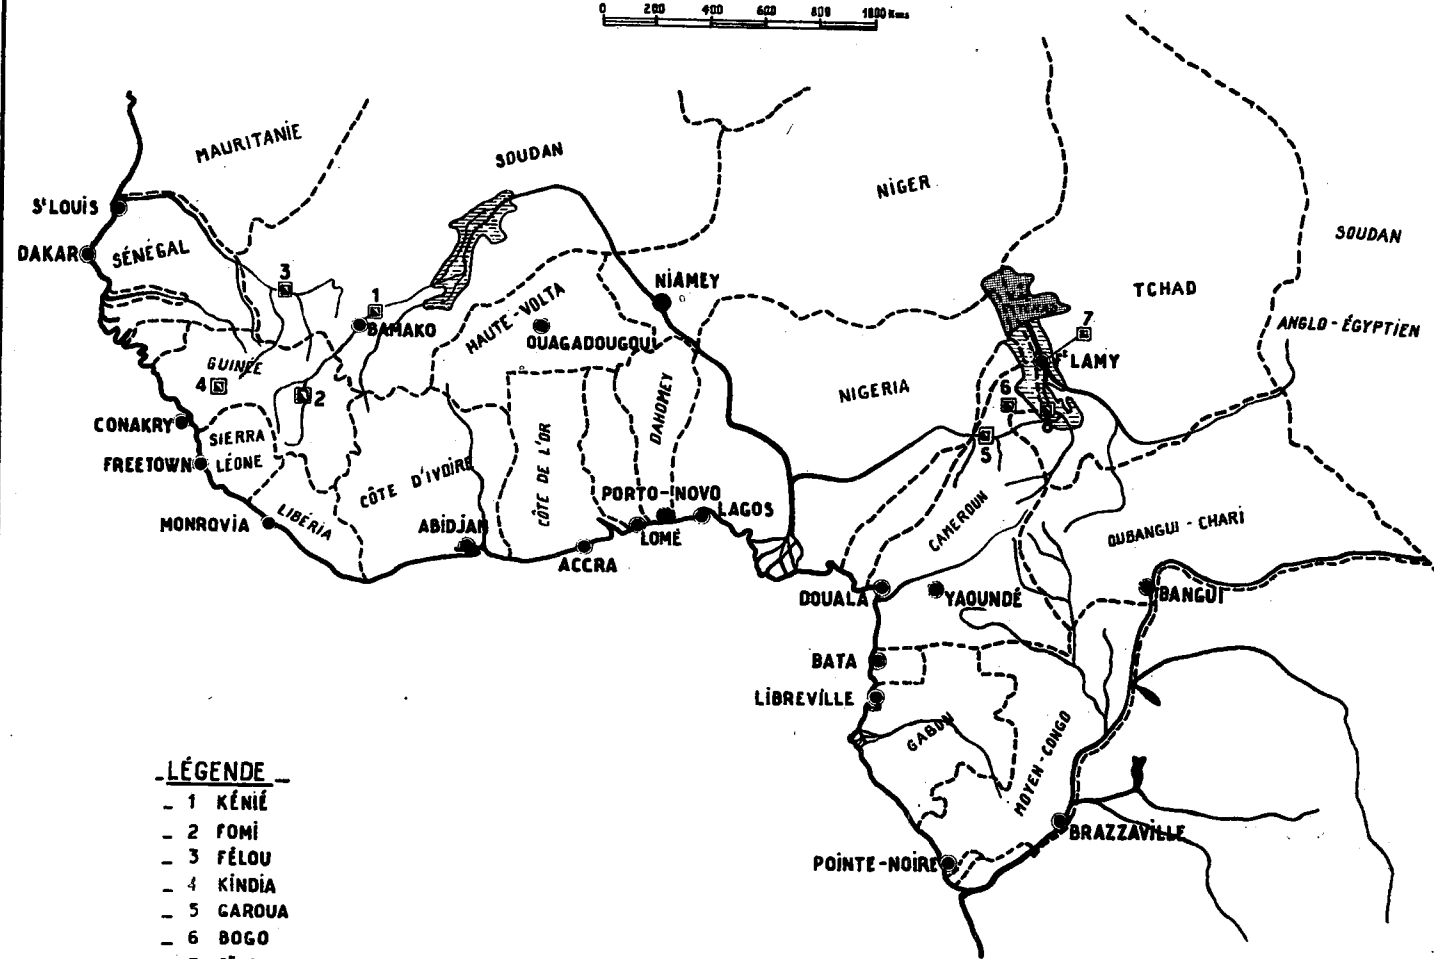 0 200 400 600 800 1000 Kms
MAURITANIE
SOUDAN
NIGER
SOUDAN
ANGLO-ÉGYPTIEN
TCHAD
St LOUIS
DAKAR
SÉNÉGAL
3
1
BAMAKO
NIAMEY
HAUTE-VOLTA
OUAGADOUGOU
7
Ft LAMY
GUINÉE
4
2
NIGERIA
6
5
CONAKRY
SIERRA
LÉONE
FREETOWN
CÔTE D'IVOIRE
CÔTE DE L'OR
DAHOMEY
MONROVIA
LIBÉRIA
ABIDJAN
PORTO-NOVO
LAGOS
LOMÉ
ACCRA
CAMEROUN
OUBANGUI-CHARI
DOUALA
YAOUNDÉ
BANGUI
BATA
LIBREVILLE
GABON
MOYEN-CONGO
BRAZZAVILLE
POINTE-NOIRE
_LÉGENDE_
_ 1 KÉNIÉ
_ 2 FOMI
_ 3 FÉLOU
_ 4 KINDIA
_ 5 GAROUA
_ 6 BOGO